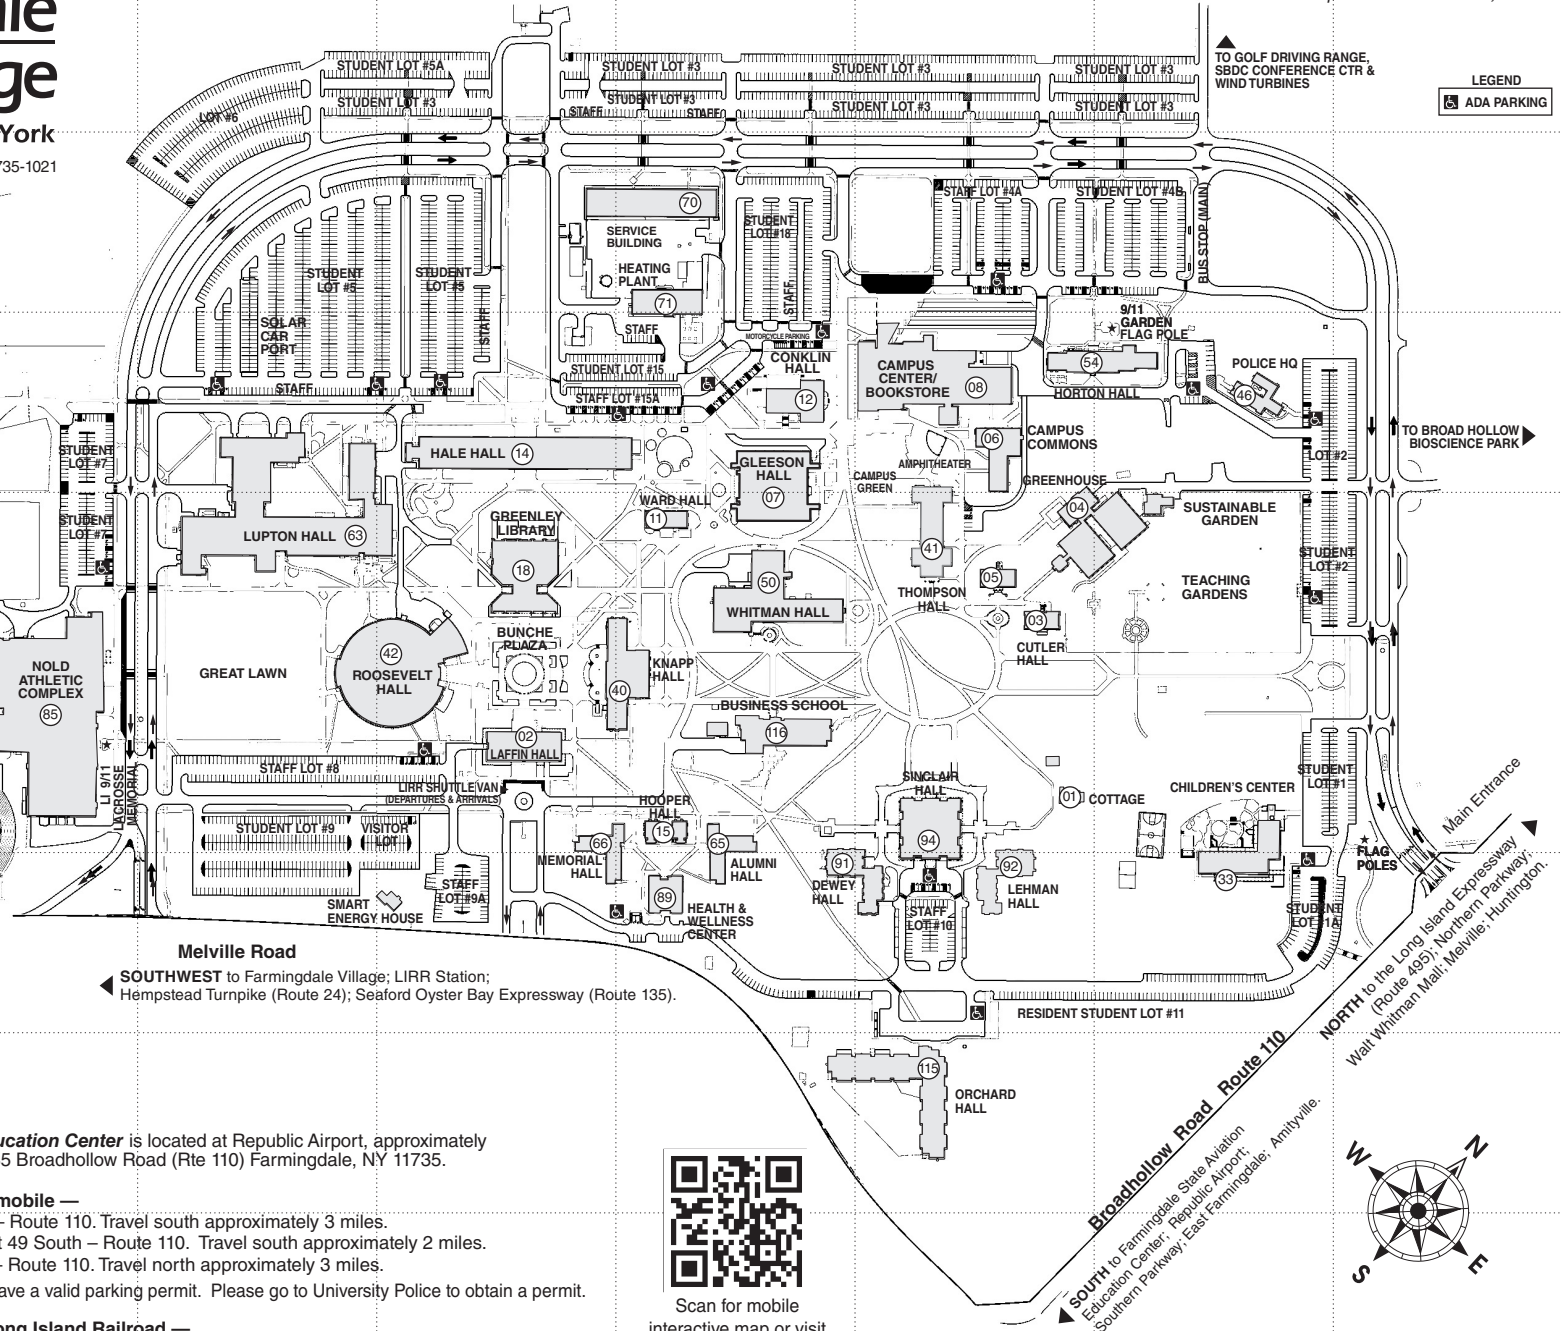 York
735-1021
TO GOLF DRIVING RANGE,
SBDC CONFERENCE CTR &
WIND TURBINES
LEGEND
ADA PARKING
STUDENT LOT #5A
STUDENT LOT #3
STUDENT LOT #3
STUDENT LOT #3
STUDENT LOT #3
STUDENT LOT #3
STUDENT LOT #3
STUDENT LOT #3
LOT #6
STAFF
STAFF
STAFF LOT #4A
STUDENT LOT #4B
BUS STOP (MAIN)
70
SERVICE
BUILDING
STUDENT
LOT #18
HEATING
PLANT
71
STAFF
STAFF
STUDENT
LOT #5
STUDENT
LOT #5
STAFF
SOLAR
CAR
PORT
STAFF
MOTORCYCLE PARKING
STUDENT LOT #15
STAFF LOT #15A
CONKLIN
HALL
12
CAMPUS
CENTER/
BOOKSTORE
08
9/11
GARDEN
FLAG POLE
54
HORTON HALL
POLICE HQ
46
TO BROAD HOLLOW
BIOSCIENCE PARK
LOT #2
STUDENT
LOT #7
STUDENT
LOT #7
HALE HALL 14
GLEESON
HALL
07
06
CAMPUS
COMMONS
AMPHITHEATER
CAMPUS
GREEN
GREENHOUSE
04
SUSTAINABLE
GARDEN
WARD HALL
11
GREENLEY
LIBRARY
18
LUPTON HALL 63
41
THOMPSON
HALL
05
50
WHITMAN HALL
STUDENT
LOT #2
TEACHING
GARDENS
03
CUTLER
HALL
BUNCHE
PLAZA
42
ROOSEVELT
HALL
GREAT LAWN
NOLD
ATHLETIC
COMPLEX
85
KNAPP
HALL
40
BUSINESS SCHOOL
116
02
LAFFIN HALL
LI 9/11
LACROSSE
MEMORIAL
STAFF LOT #8
LIRR SHUTTLE VAN
(DEPARTURES & ARRIVALS)
SINCLAIR
HALL
94
01 COTTAGE
CHILDREN'S CENTER
33
STUDENT
LOT #1
Main Entrance
HOOPER
HALL
15
STUDENT LOT #9
VISITOR
LOT
66
MEMORIAL
HALL
65
ALUMNI
HALL
91
DEWEY
HALL
92
LEHMAN
HALL
FLAG
POLES
STAFF
LOT #9A
SMART
ENERGY HOUSE
89
HEALTH &
WELLNESS
CENTER
STAFF
LOT #10
STUDENT
LOT #1A
Melville Road
SOUTHWEST to Farmingdale Village; LIRR Station;
Hempstead Turnpike (Route 24); Seaford Oyster Bay Expressway (Route 135).
RESIDENT STUDENT LOT #11
NORTH to the Long Island Expressway
(Route 495); Northern Parkway;
Walt Whitman Mall; Melville; Huntington.
115
ORCHARD
HALL
Broadhollow Road Route 110
SOUTH to Farmingdale State Aviation
Education Center; Republic Airport;
Southern Parkway; East Farmingdale; Amityville.
W
N
S
E
ucation Center is located at Republic Airport, approximately
5 Broadhollow Road (Rte 110) Farmingdale, NY 11735.
mobile —
– Route 110. Travel south approximately 3 miles.
t 49 South – Route 110. Travel south approximately 2 miles.
- Route 110. Travel north approximately 3 miles.
ave a valid parking permit. Please go to University Police to obtain a permit.
ong Island Railroad —
Scan for mobile
interactive map or visit